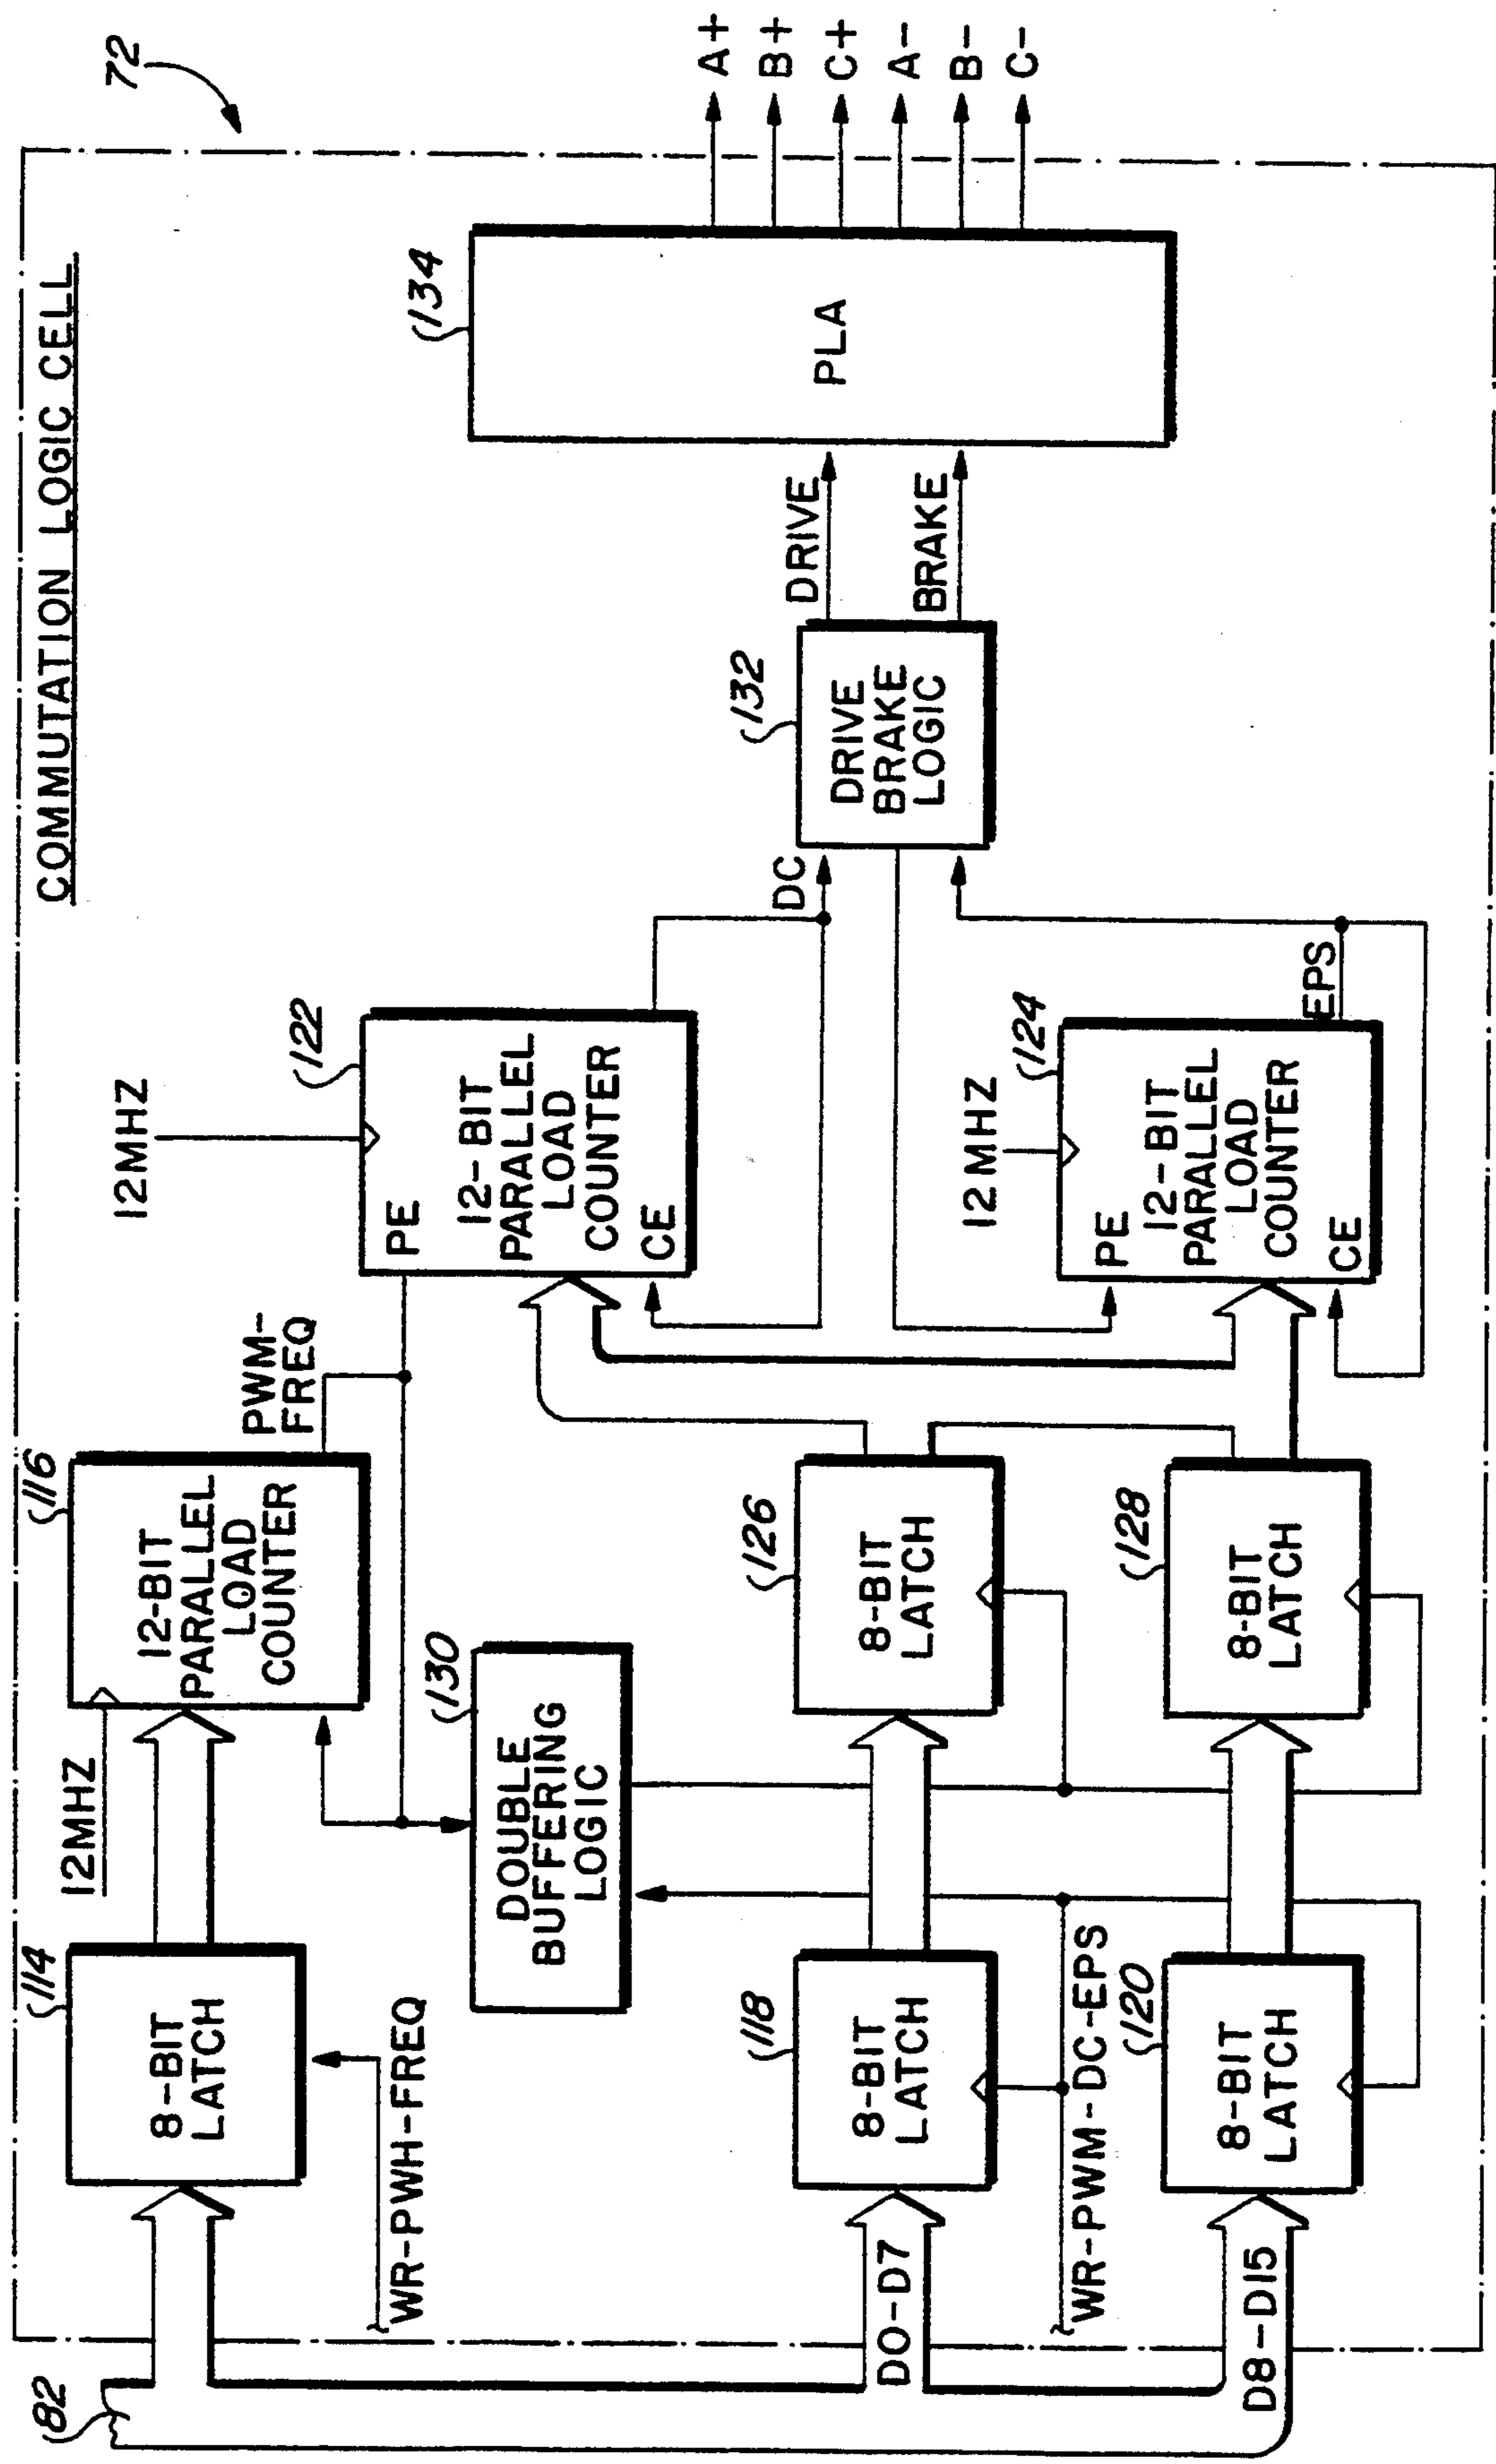 COMMUTATION LOGIC CELL
72
82
114
8-BIT
LATCH
WR-PWH-FREQ
12MHZ
116
12-BIT
PARALLEL
LOAD
COUNTER
PWM-
FREQ
12MHZ
122
PE
12-BIT
PARALLEL
LOAD
COUNTER
CE
130
DOUBLE
BUFFERING
LOGIC
DO-D7
118
8-BIT
LATCH
126
8-BIT
LATCH
WR-PWM-DC-EPS
D8-D15
120
8-BIT
LATCH
128
8-BIT
LATCH
12MHZ
124
PE
12-BIT
PARALLEL
LOAD
COUNTER
CE
EPS
DC
132
DRIVE
BRAKE
LOGIC
DRIVE
BRAKE
134
PLA
A+
B+
C+
A-
B-
C-